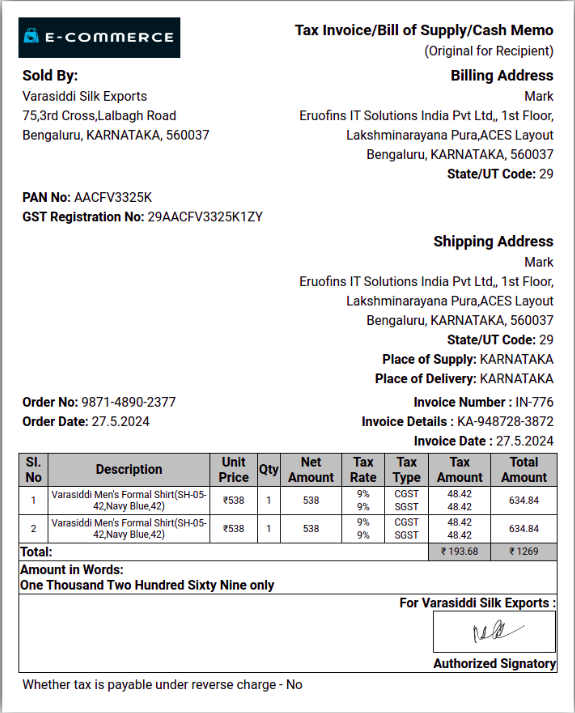 E-COMMERCE
Tax Invoice/Bill of Supply/Cash Memo
(Original for Recipient)
Sold By:
Varasiddi Silk Exports
75,3rd Cross,Lalbagh Road
Bengaluru, KARNATAKA, 560037
Billing Address
Mark
Eruofins IT Solutions India Pvt Ltd,, 1st Floor,
Lakshminarayana Pura,ACES Layout
Bengaluru, KARNATAKA, 560037
State/UT Code: 29
PAN No: AACFV3325K
GST Registration No: 29AACFV3325K1ZY
Shipping Address
Mark
Eruofins IT Solutions India Pvt Ltd,, 1st Floor,
Lakshminarayana Pura,ACES Layout
Bengaluru, KARNATAKA, 560037
State/UT Code: 29
Place of Supply: KARNATAKA
Place of Delivery: KARNATAKA
Order No: 9871-4890-2377
Order Date: 27.5.2024
Invoice Number : IN-776
Invoice Details : KA-948728-3872
Invoice Date : 27.5.2024
Sl. No Description Unit Price Qty Net Amount Tax Rate Tax Type Tax Amount Total Amount
1 Varasiddi Men's Formal Shirt(SH-05- ₹538 1 538 9% CGST 48.42 634.84
42,Navy Blue,42) 9% SGST 48.42
2 Varasiddi Men's Formal Shirt(SH-05- ₹538 1 538 9% CGST 48.42 634.84
42,Navy Blue,42) 9% SGST 48.42
Total: ₹ 193.68 ₹ 1269
Amount in Words:
One Thousand Two Hundred Sixty Nine only
For Varasiddi Silk Exports :
Authorized Signatory
Whether tax is payable under reverse charge - No